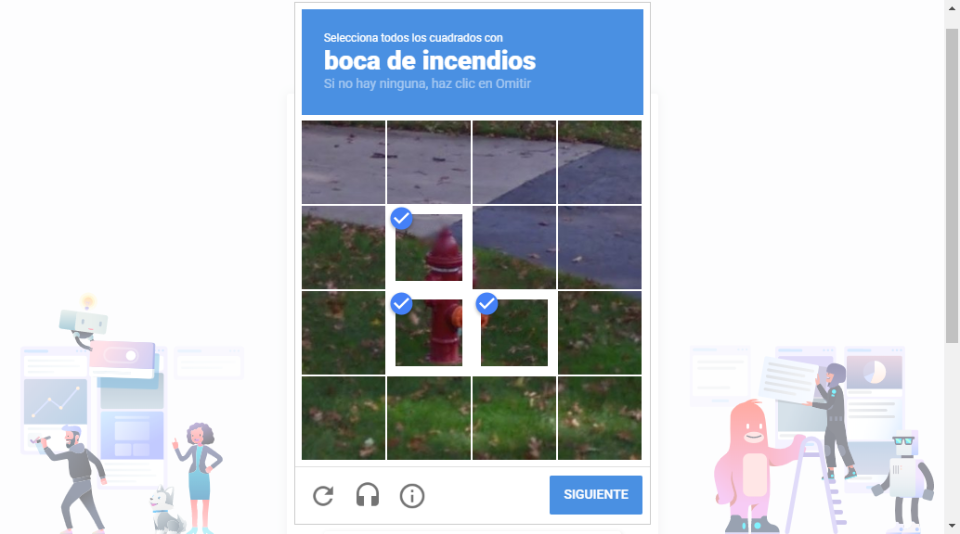 Selecciona todos los cuadrados con
boca de incendios
Si no hay ninguna, haz clic en Omitir
SIGUIENTE